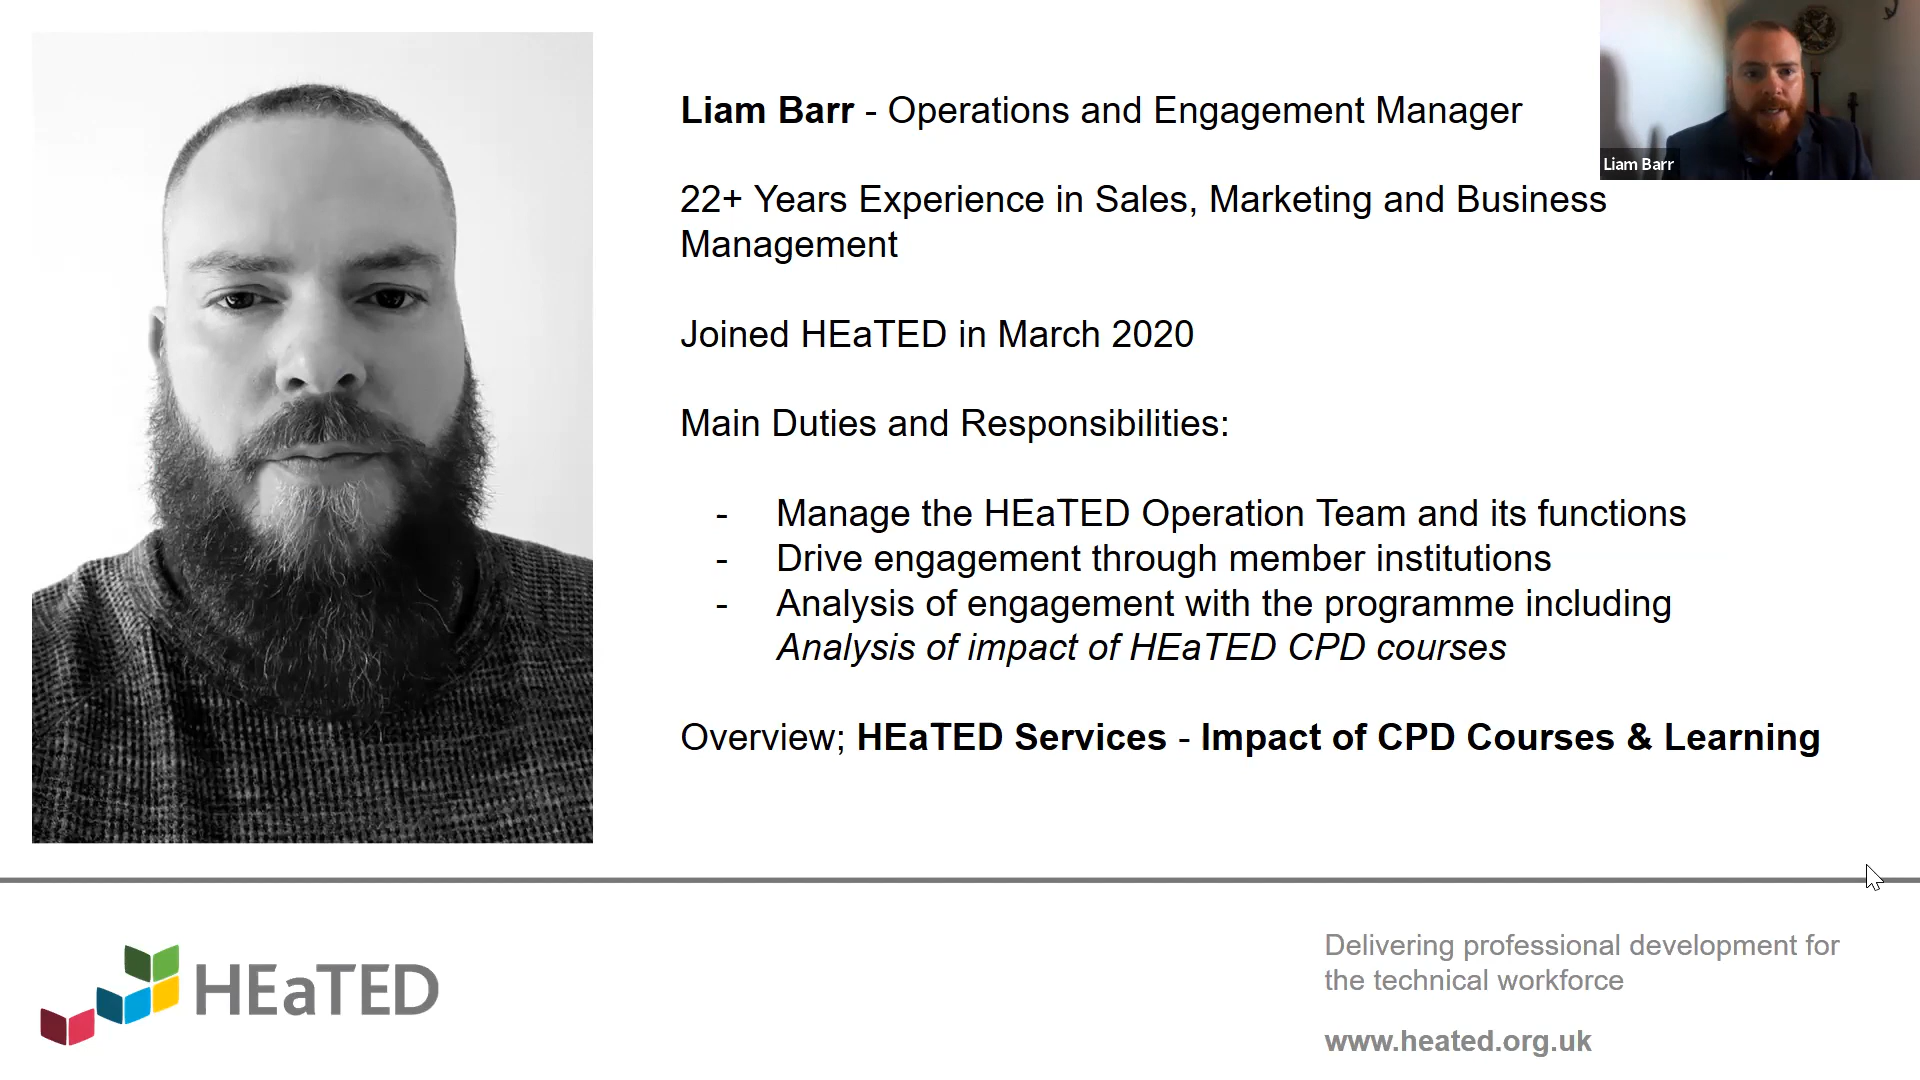 Liam Barr - Operations and Engagement Manager
Liam Barr
22+ Years Experience in Sales, Marketing and Business
Management
Joined HEaTED in March 2020
Main Duties and Responsibilities:
- Manage the HEaTED Operation Team and its functions
- Drive engagement through member institutions
- Analysis of engagement with the programme including
Analysis of impact of HEaTED CPD courses
Overview; HEaTED Services - Impact of CPD Courses & Learning
HEaTED
Delivering professional development for
the technical workforce
www.heated.org.uk